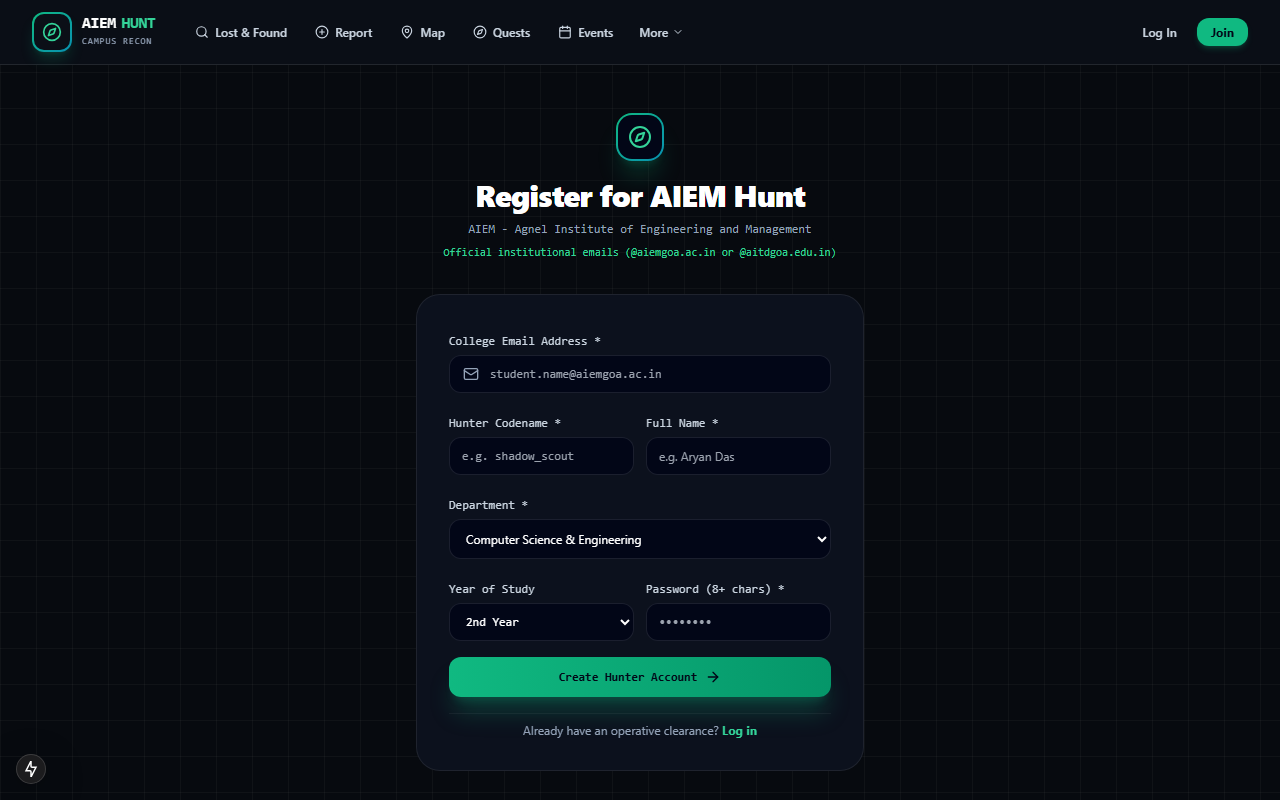 AIEM HUNT
CAMPUS RECON
Lost & Found
Report
Map
Quests
Events
More
Log In
Join
Register for AIEM Hunt
AIEM - Agnel Institute of Engineering and Management
Official institutional emails (@aiemgoa.ac.in or @aitdgoa.edu.in)
College Email Address *
student.name@aiemgoa.ac.in
Hunter Codename *
Full Name *
e.g. shadow_scout
e.g. Aryan Das
Department *
Computer Science & Engineering
Year of Study
Password (8+ chars) *
2nd Year
••••••••
Create Hunter Account →
Already have an operative clearance? Log in